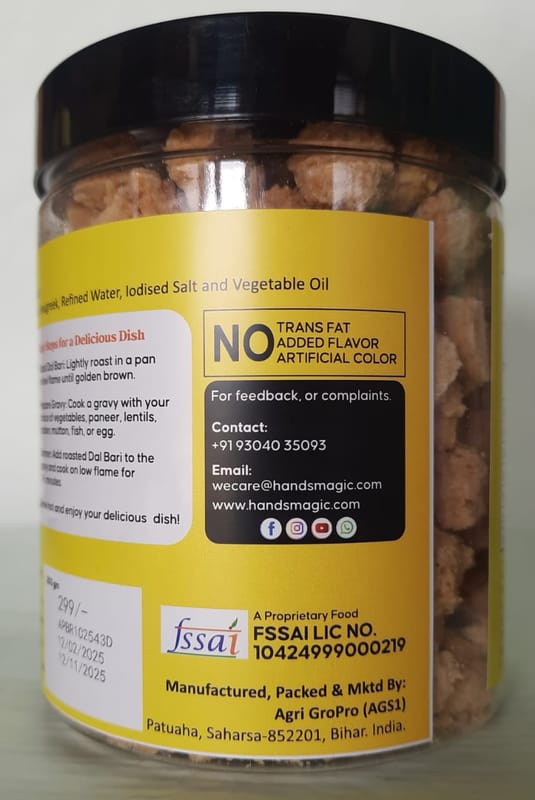 Refined Water, Iodised Salt and Vegetable Oil
for a Delicious Dish
Dal Bari: Lightly roast in a pan
flame until golden brown.
Gravy: Cook a gravy with your
of vegetables, paneer, lentils,
mutton, fish, or egg.
Add roasted Dal Bari to the
and cook on low flame for
minutes.
and enjoy your delicious dish!
NO TRANS FAT
ADDED FLAVOR
ARTIFICIAL COLOR
For feedback, or complaints.
Contact:
+91 93040 35093
Email:
wecare@handsmagic.com
www.handsmagic.com
gn
299/-
APBR102543D
12/02/2025
12/11/2025
fssai
A Proprietary Food
FSSAI LIC NO.
10424999000219
Manufactured, Packed & Mktd By:
Agri GroPro (AGS1)
Patuaha, Saharsa-852201, Bihar. India.